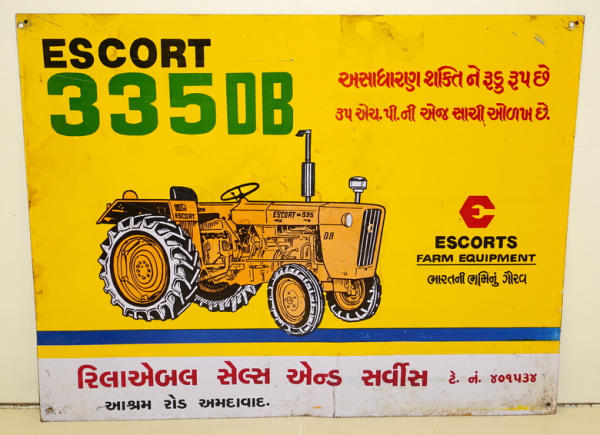 ESCORT
335DB
અસાધારણ શક્તિ ને રૂડુ રૂપ છે
૩૫ એચ.પી.ની એજ સાચી ઓળખ છે.
ESCORT
ESCORT-335
DB
ESCORTS
FARM EQUIPMENT
ભારતની ભૂમિનું ગૌરવ
રિલાએબલ સેલ્સ એન્ડ સર્વીસ ટે. નં. ૪૦૧૫૩૪
આશ્રમ રોડ અમદાવાદ.